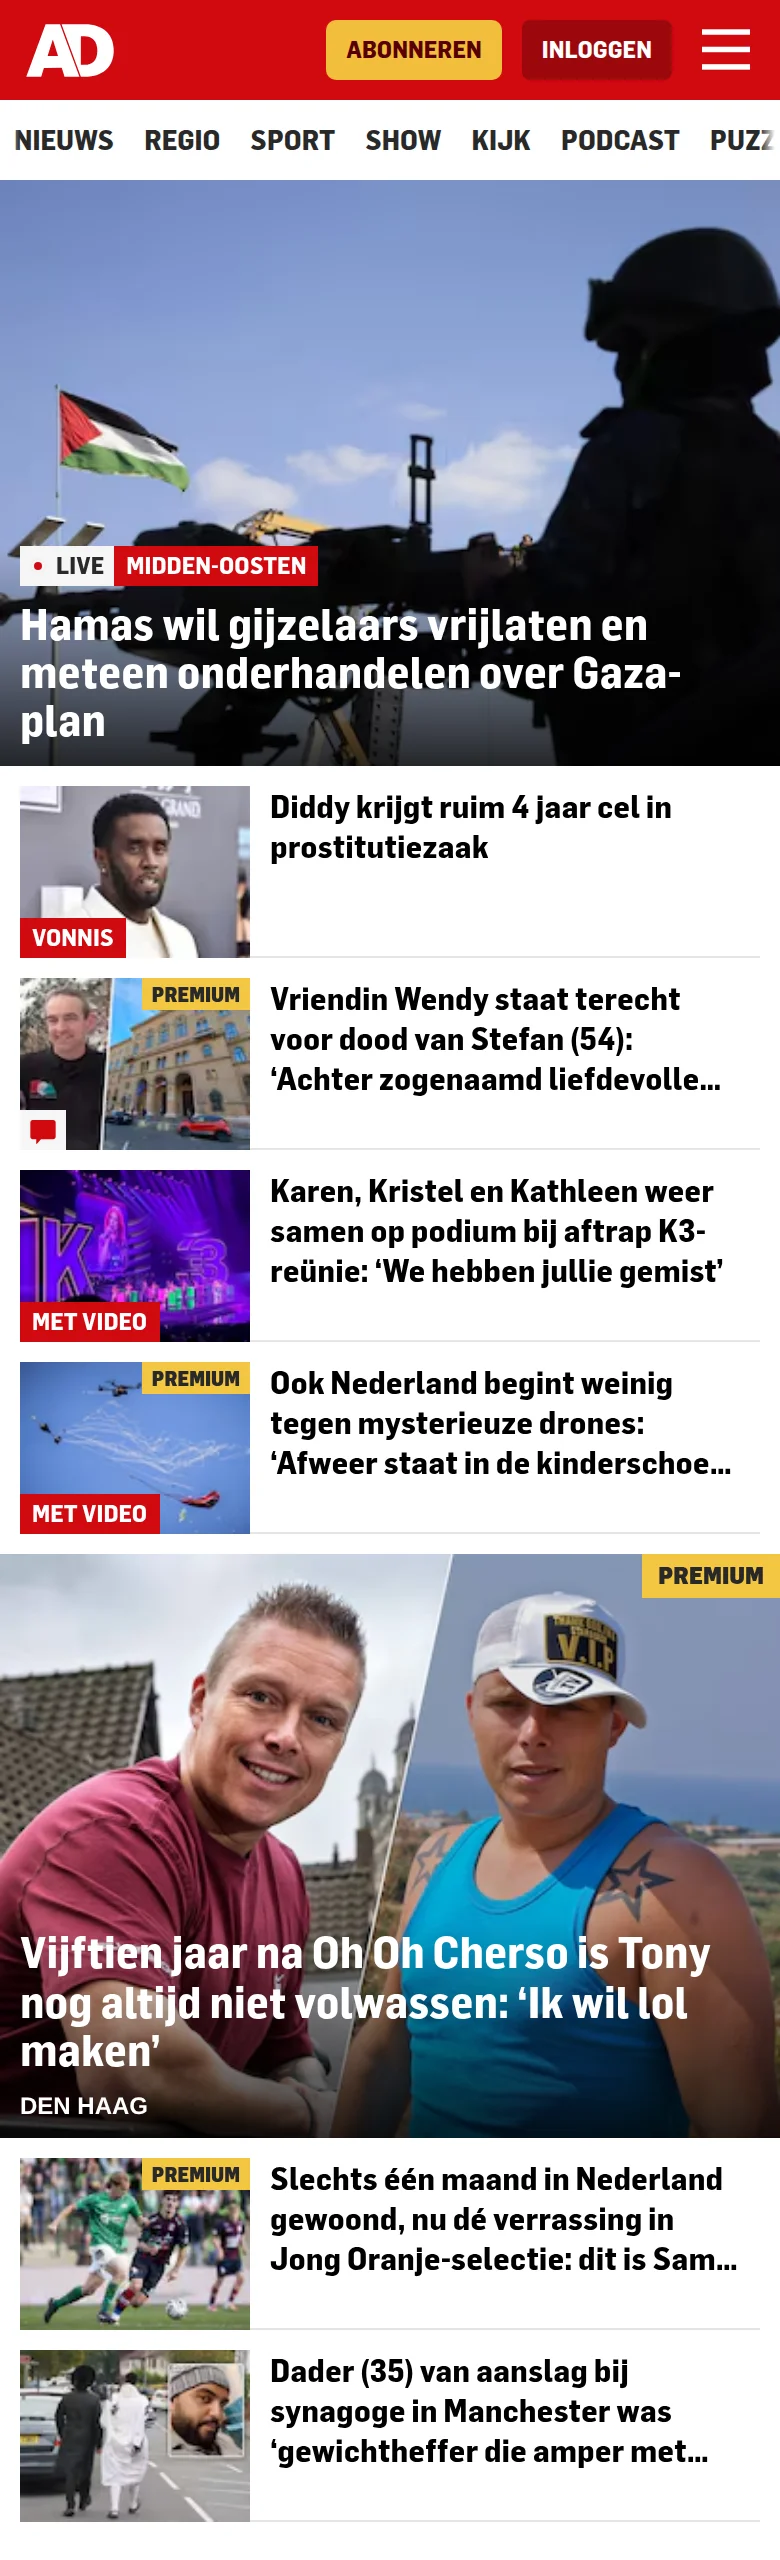 AD
ABONNEREN
INLOGGEN
NIEUWS REGIO SPORT SHOW KIJK PODCAST PUZZ
LIVE MIDDEN-OOSTEN
Hamas wil gijzelaars vrijlaten en
meteen onderhandelen over Gaza-
plan
GRAND
VONNIS
Diddy krijgt ruim 4 jaar cel in
prostitutiezaak
PREMIUM
Vriendin Wendy staat terecht
voor dood van Stefan (54):
‘Achter zogenaamd liefdevolle...
K3
MET VIDEO
Karen, Kristel en Kathleen weer
samen op podium bij aftrap K3-
reünie: ‘We hebben jullie gemist’
PREMIUM
MET VIDEO
Ook Nederland begint weinig
tegen mysterieuze drones:
‘Afweer staat in de kinderschoe...
PREMIUM
V.I.P
Vijftien jaar na Oh Oh Cherso is Tony
nog altijd niet volwassen: ‘Ik wil lol
maken’
DEN HAAG
PREMIUM
Slechts één maand in Nederland
gewoond, nu dé verrassing in
Jong Oranje-selectie: dit is Sam...
Dader (35) van aanslag bij
synagoge in Manchester was
‘gewichtheffer die amper met...